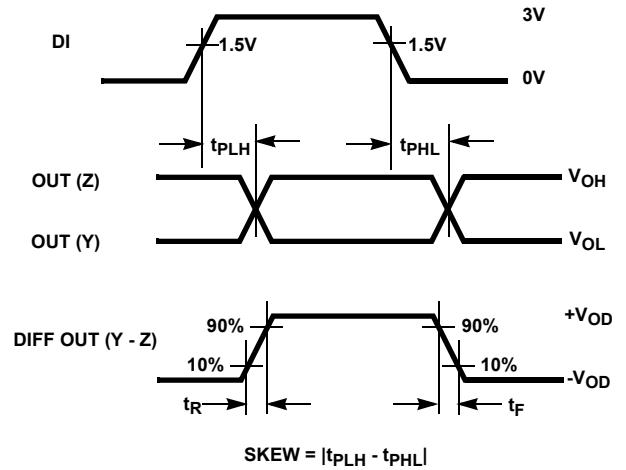 3V
DI
1.5V
1.5V
0V
tPLH
tPHL
OUT (Z)
VOH
OUT (Y)
VOL
+VOD
90%
90%
DIFF OUT (Y - Z)
10%
10%
-VOD
tR
tF
SKEW = |tPLH - tPHL|